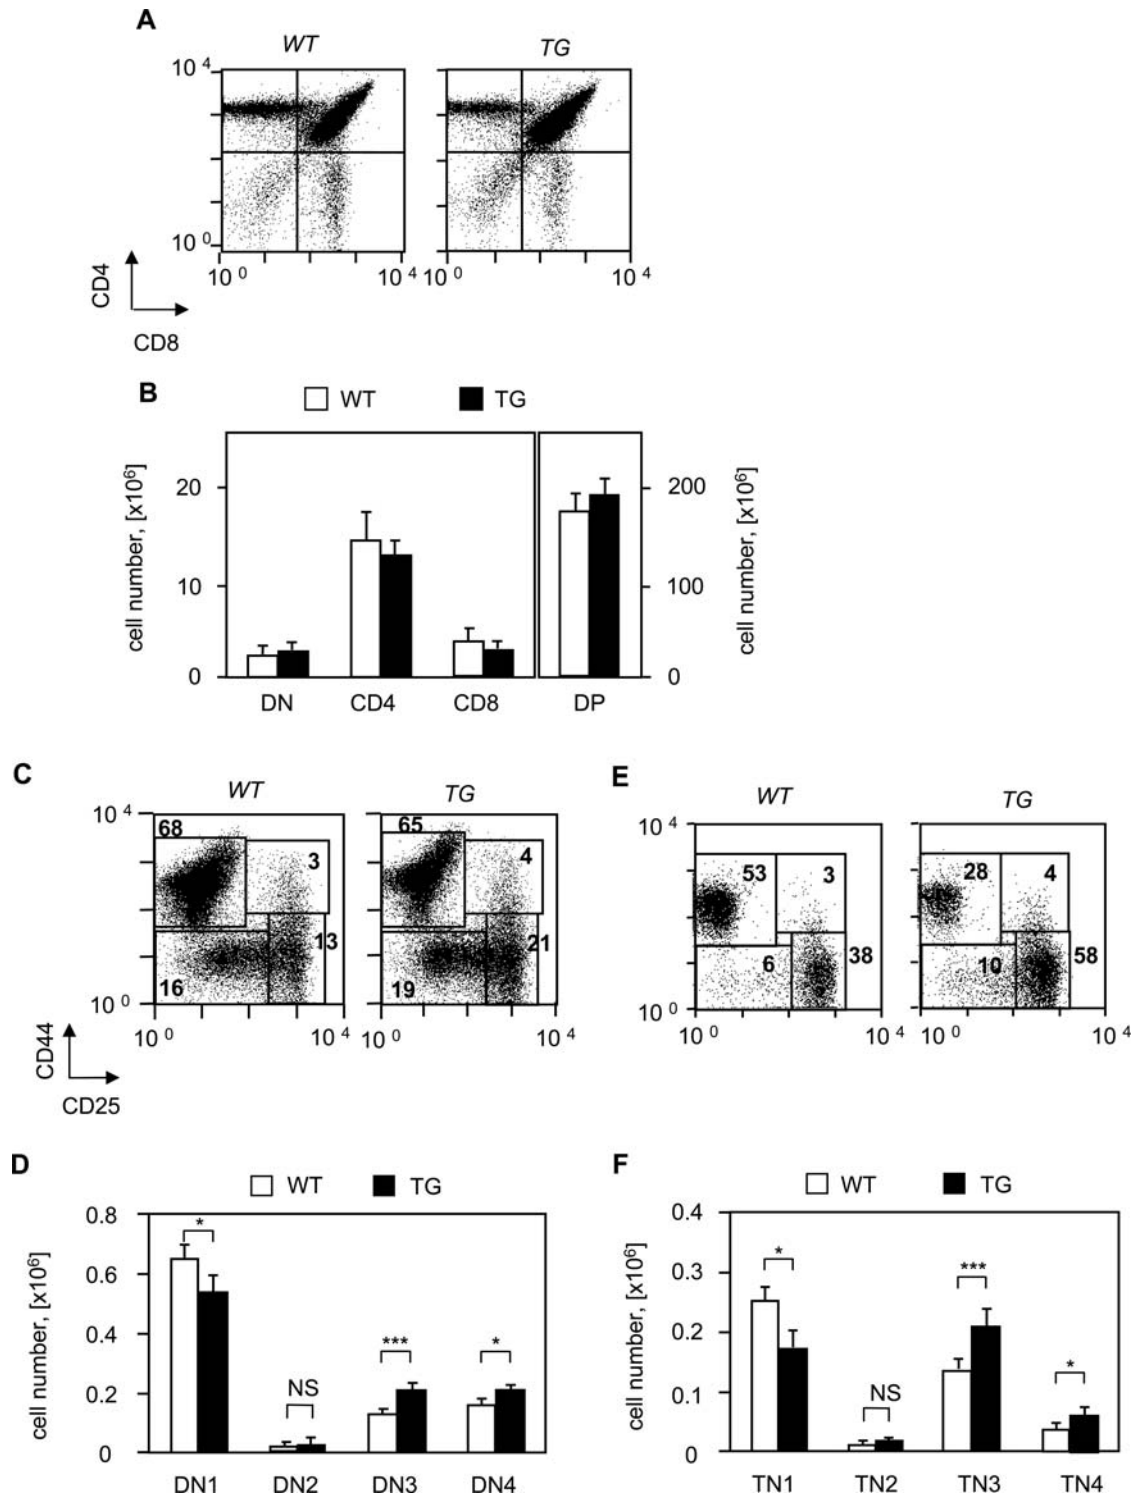 A
WT TG
10 4
10 0
10 0 10 4 10 0 10 4
CD4
CD8
B
WT TG
cell number, [x10⁶]
20
10
0
200
100
0
cell number, [x10⁶]
DN CD4 CD8 DP
C
WT TG
10 4
68 3 13 16
65 4 21 19
10 0
10 0 10 4 10 0 10 4
CD44
CD25
E
WT TG
10 4 10 4
53 3 6 38
28 4 10 58
10 0 10 0
10 0 10 4 10 0 10 4
D
WT TG
cell number, [x10⁶]
0.8
0.6
0.4
0.2
0
* NS *** *
DN1 DN2 DN3 DN4
F
WT TG
cell number, [x10⁶]
0.4
0.3
0.2
0.1
0
* NS *** *
TN1 TN2 TN3 TN4